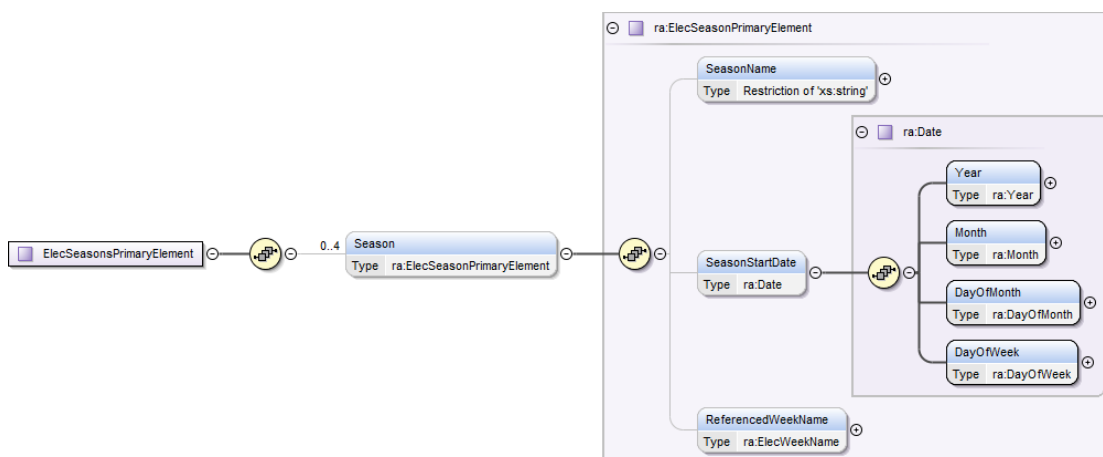 ra:ElecSeasonPrimaryElement
SeasonName
Type Restriction of 'xs:string'
ra:Date
Year
Type ra:Year
Month
Type ra:Month
ElecSeasonsPrimaryElement
0..4
Season
Type ra:ElecSeasonPrimaryElement
SeasonStartDate
Type ra:Date
DayOfMonth
Type ra:DayOfMonth
DayOfWeek
Type ra:DayOfWeek
ReferencedWeekName
Type ra:ElecWeekName